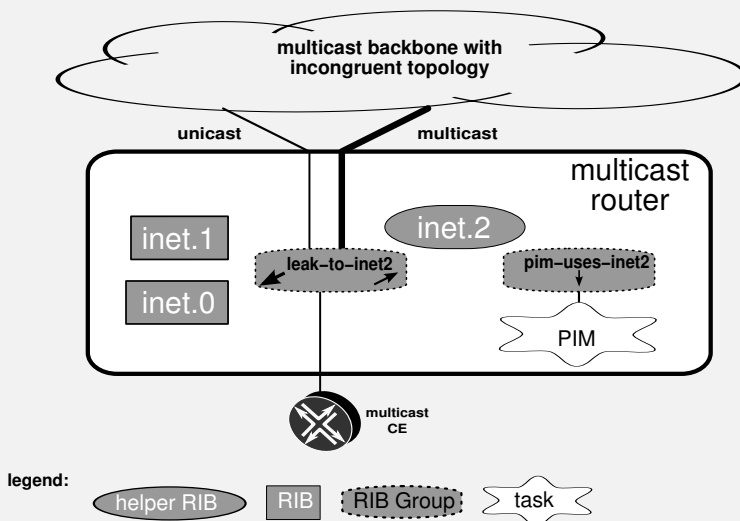 multicast backbone with
incongruent topology
unicast
multicast
multicast
router
inet.1
inet.2
leak-to-inet2
pim-uses-inet2
inet.0
PIM
multicast
CE
legend:
helper RIB
RIB
RIB Group
task